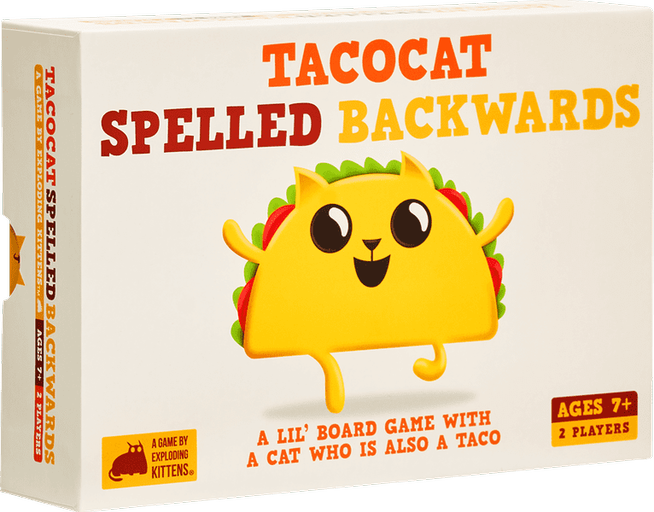 TACOCAT
SPELLED BACKWARDS
A LIL' BOARD GAME WITH
A CAT WHO IS ALSO A TACO
AGES 7+
2 PLAYERS
A GAME BY
EXPLODING
KITTENS®
TACOCAT SPELLED BACKWARDS
A GAME BY EXPLODING KITTENS™
AGES 7+ 2 PLAYERS